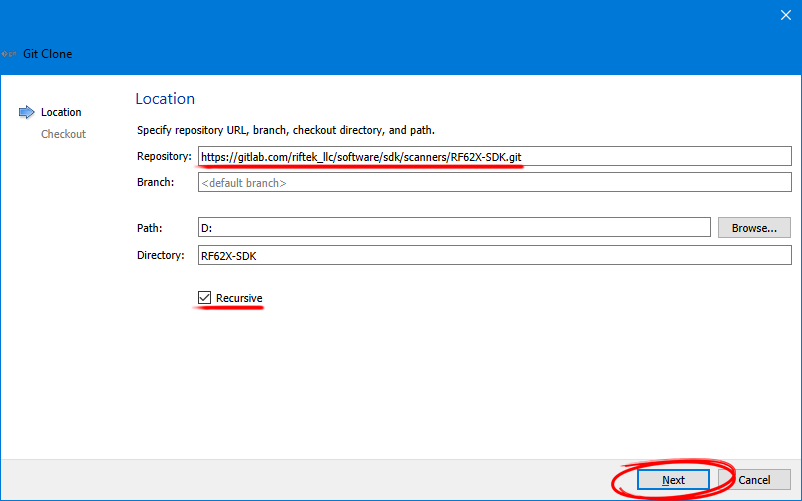 Git Clone
Location
Location
Checkout
Specify repository URL, branch, checkout directory, and path.
Repository: https://gitlab.com/riftek_llc/software/sdk/scanners/RF62X-SDK.git
Branch: <default branch>
Path: D: Browse...
Directory: RF62X-SDK
Recursive
Next Cancel